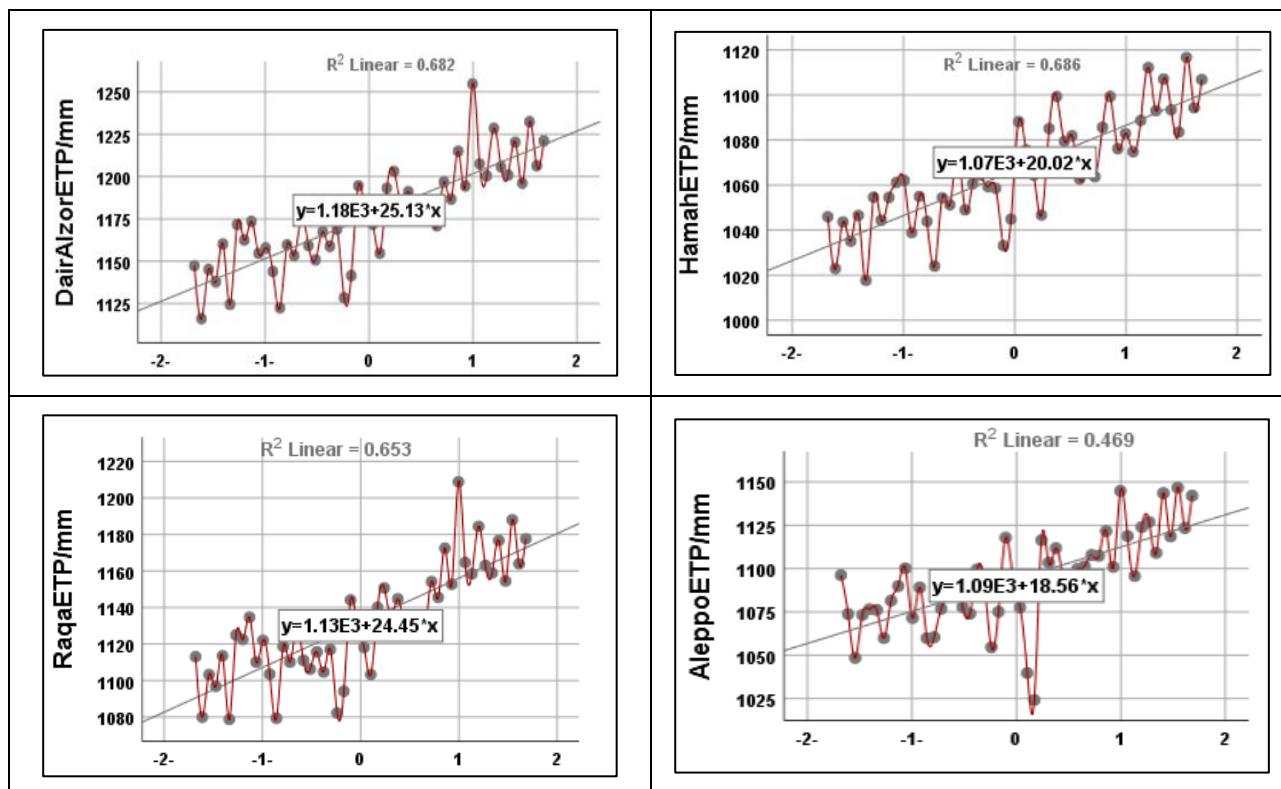 R² Linear = 0.682
DairAlzorETP/mm
1250
1225
1200
1175
1150
1125
y=1.18E3+25.13*x
-2- -1- 0 1 2
R² Linear = 0.686
HamahETP/mm
1120
1100
1080
1060
1040
1020
1000
y=1.07E3+20.02*x
-2- -1- 0 1 2
R² Linear = 0.653
RaqaETP/mm
1220
1200
1180
1160
1140
1120
1100
1080
y=1.13E3+24.45*x
-2- -1- 0 1 2
R² Linear = 0.469
AleppoETP/mm
1150
1125
1100
1075
1050
1025
y=1.09E3+18.56*x
-2- -1- 0 1 2